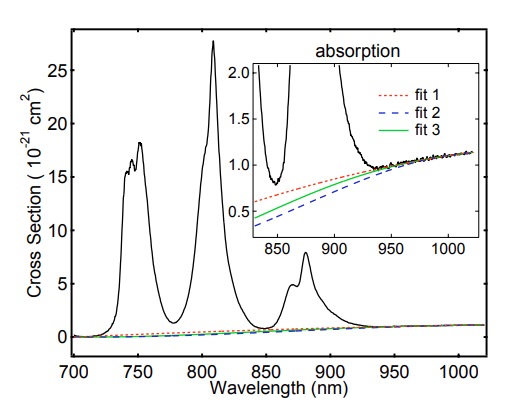 absorption
2.0
1.5
1.0
0.5
fit 1
fit 2
fit 3
850 900 950 1000
25
20
15
10
5
0
Cross Section ( 10⁻²¹ cm²)
700 750 800 850 900 950 1000
Wavelength (nm)